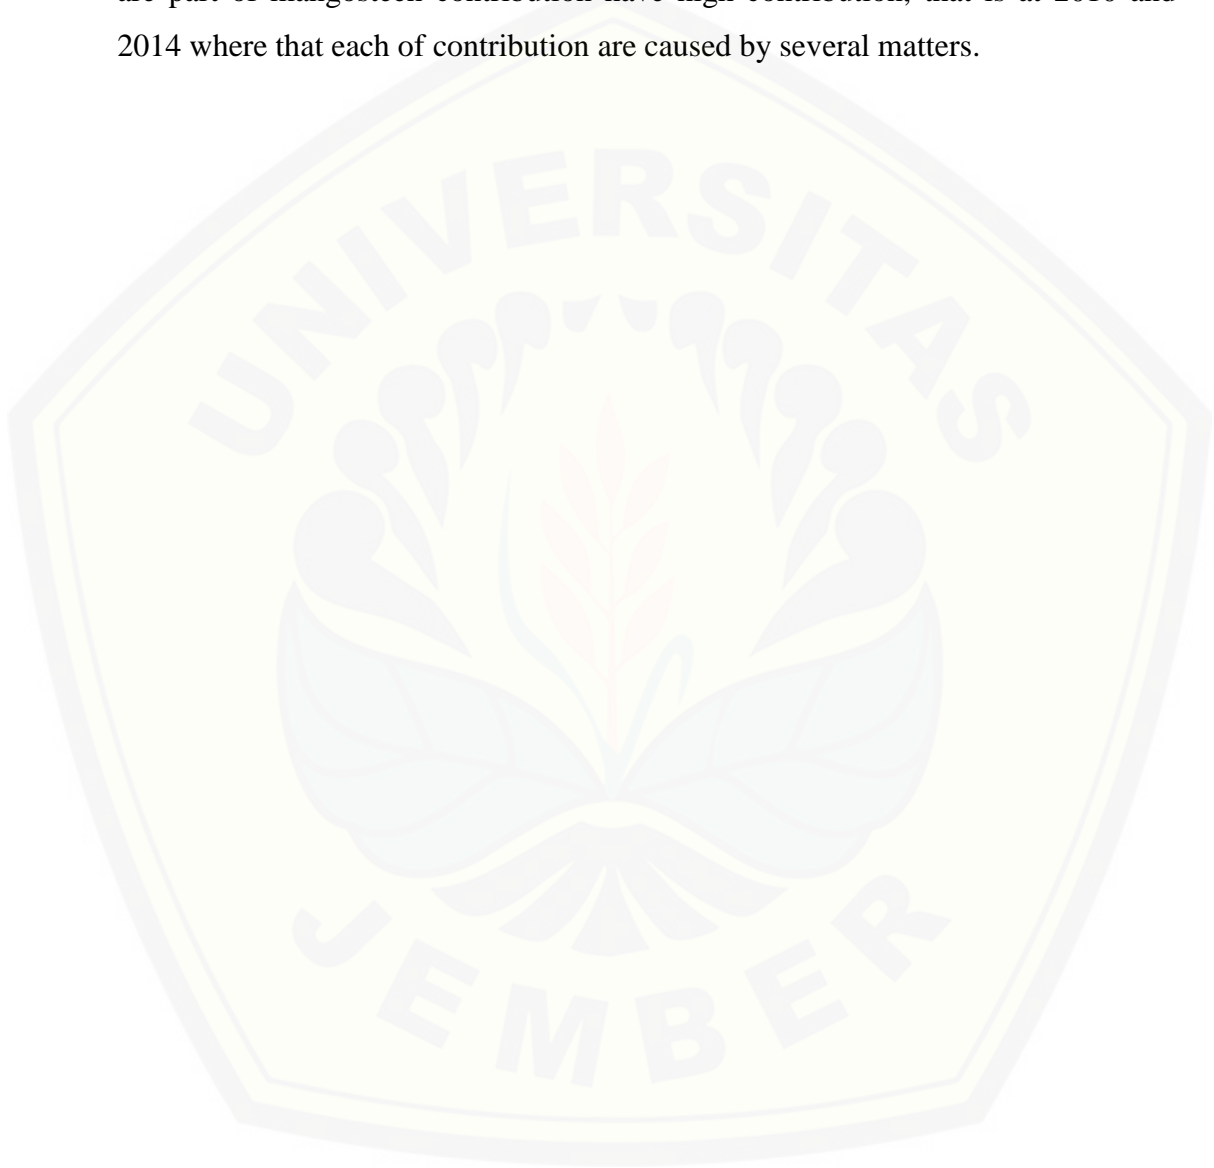 are part of mangosteen contribution have high contribution, that is at 2010 and
2014 where that each of contribution are caused by several matters.
UNIVERSITAS
JEMBER